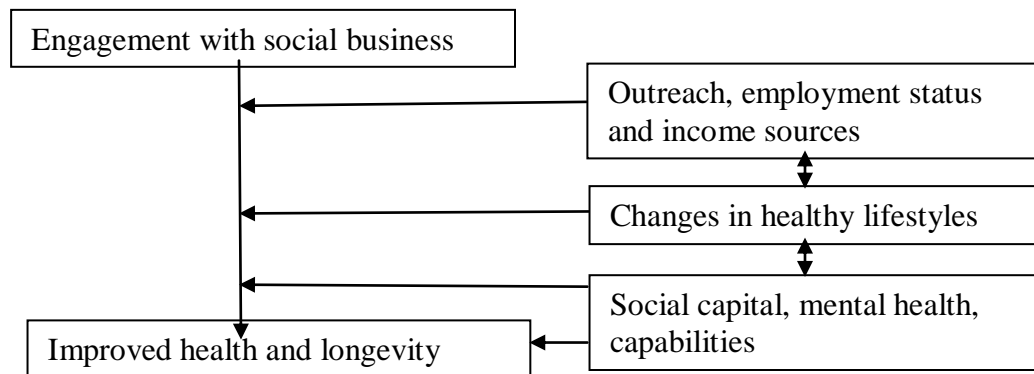 Engagement with social business
Outreach, employment status
and income sources
Changes in healthy lifestyles
Social capital, mental health,
capabilities
Improved health and longevity